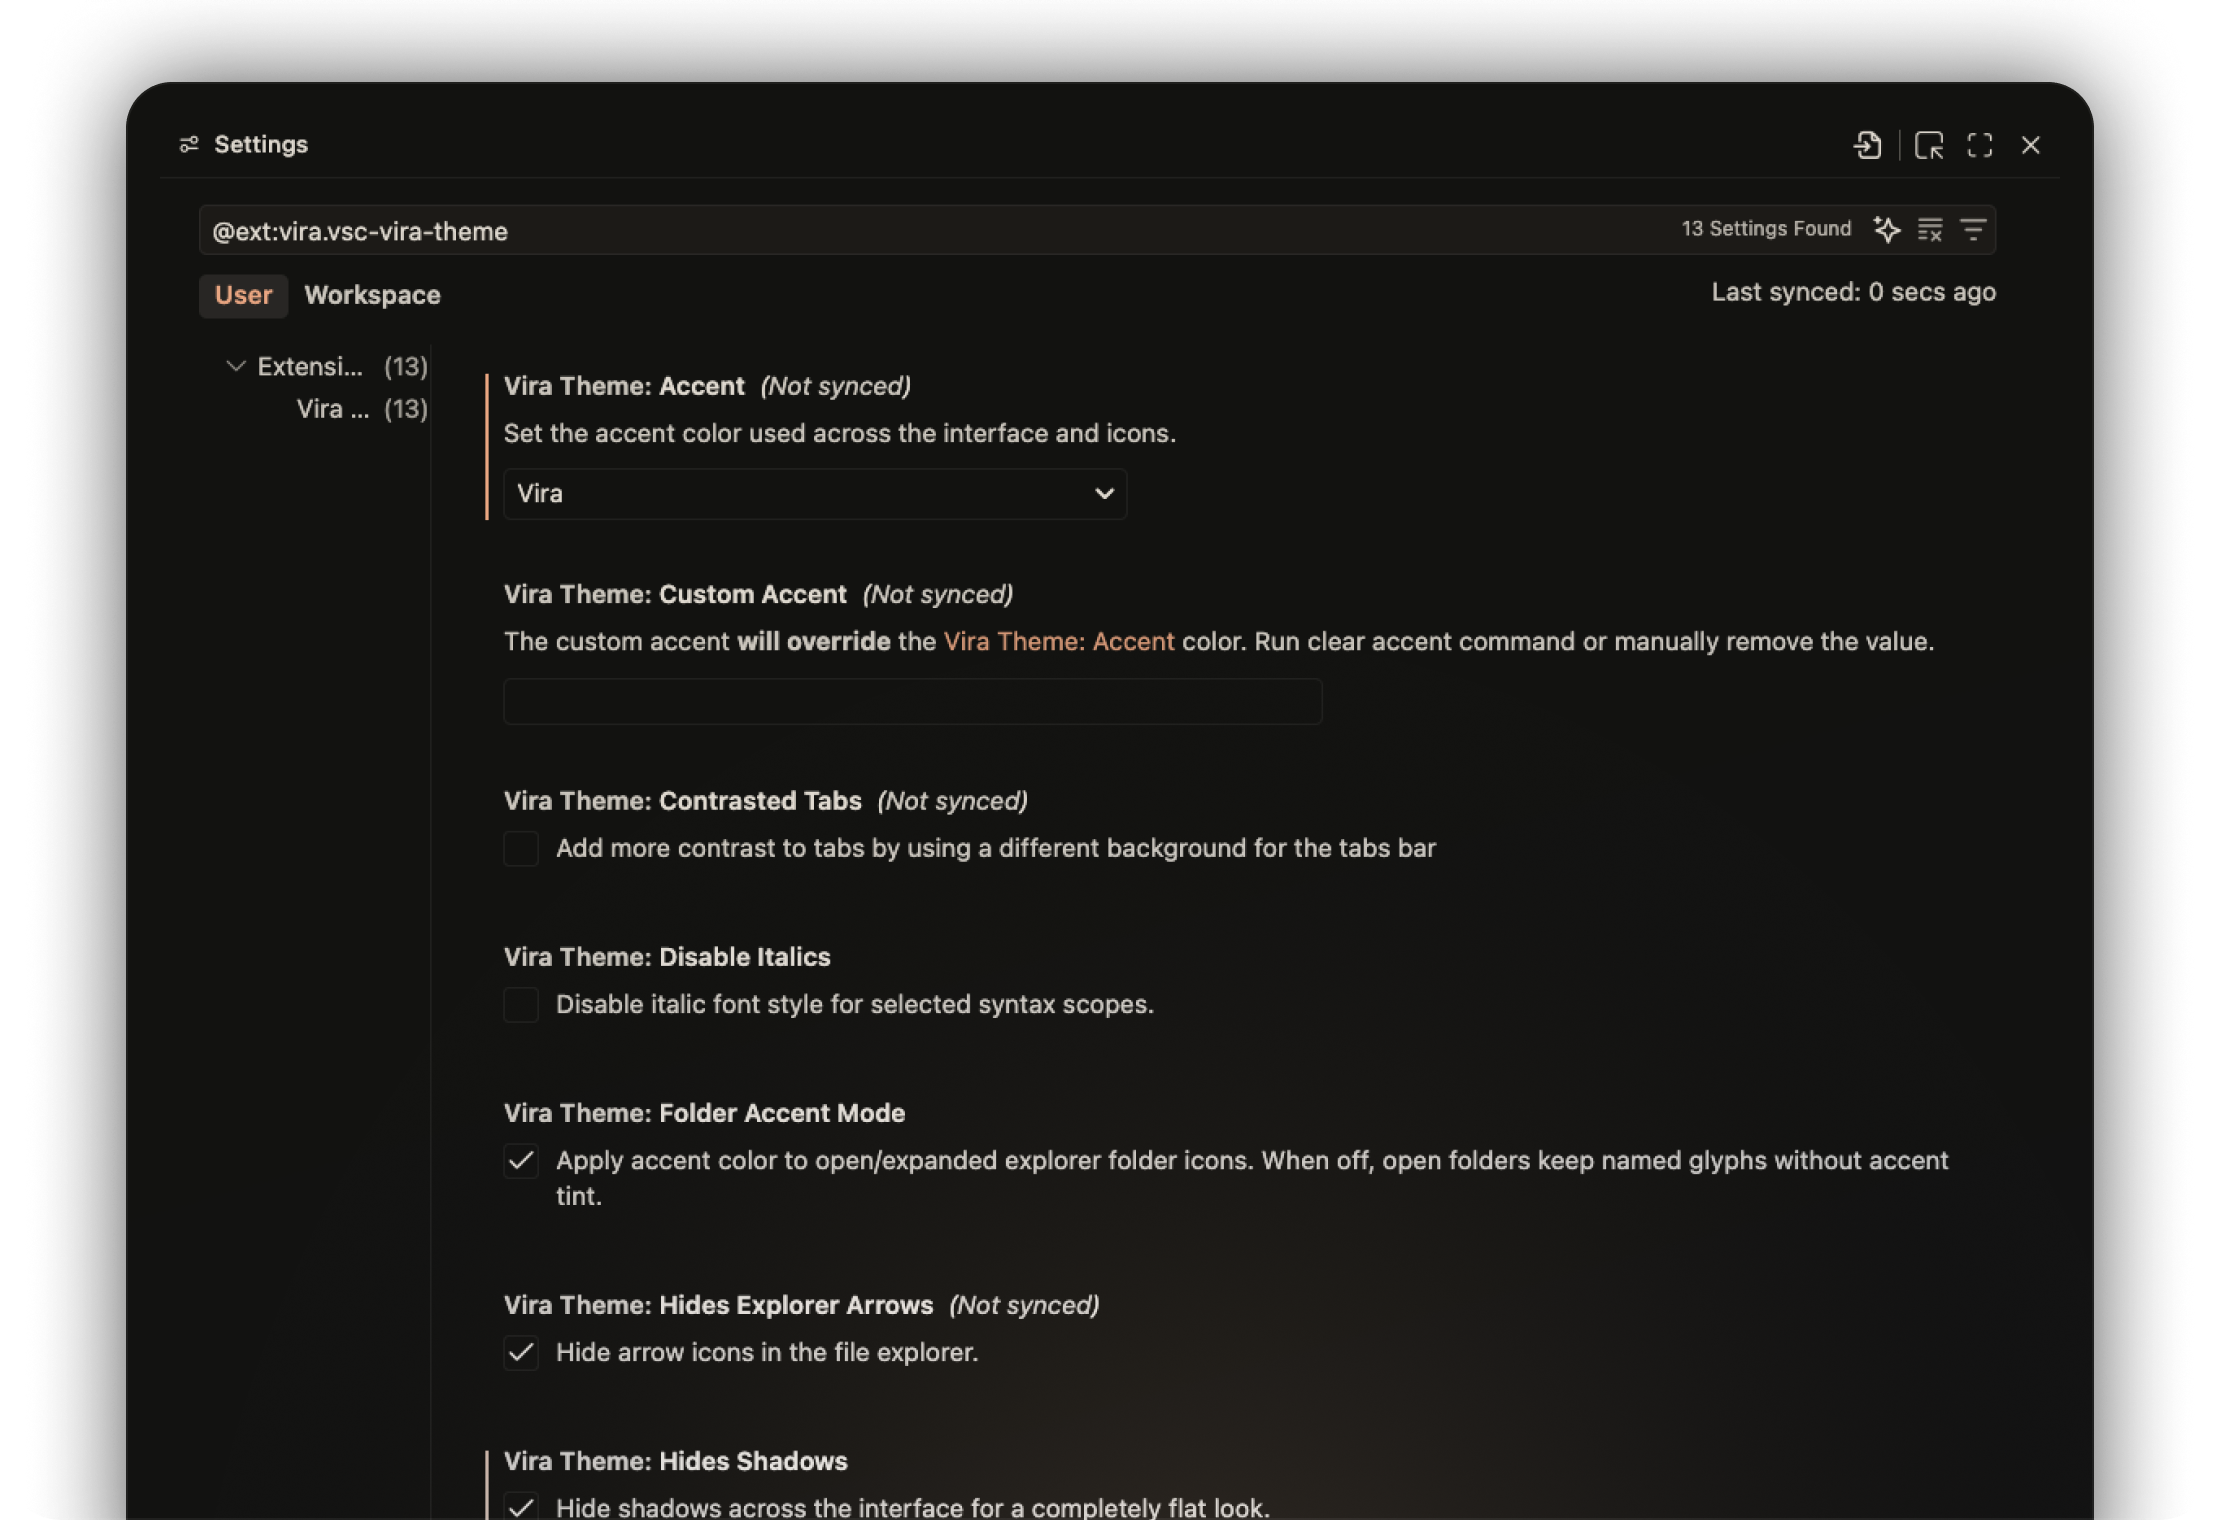 Settings
@ext:vira.vsc-vira-theme
13 Settings Found
User
Workspace
Last synced: 0 secs ago
Extensi... (13)
Vira ... (13)
Vira Theme: Accent (Not synced)
Set the accent color used across the interface and icons.
Vira
Vira Theme: Custom Accent (Not synced)
The custom accent will override the Vira Theme: Accent color. Run clear accent command or manually remove the value.
Vira Theme: Contrasted Tabs (Not synced)
Add more contrast to tabs by using a different background for the tabs bar
Vira Theme: Disable Italics
Disable italic font style for selected syntax scopes.
Vira Theme: Folder Accent Mode
Apply accent color to open/expanded explorer folder icons. When off, open folders keep named glyphs without accent
tint.
Vira Theme: Hides Explorer Arrows (Not synced)
Hide arrow icons in the file explorer.
Vira Theme: Hides Shadows
Hide shadows across the interface for a completely flat look.